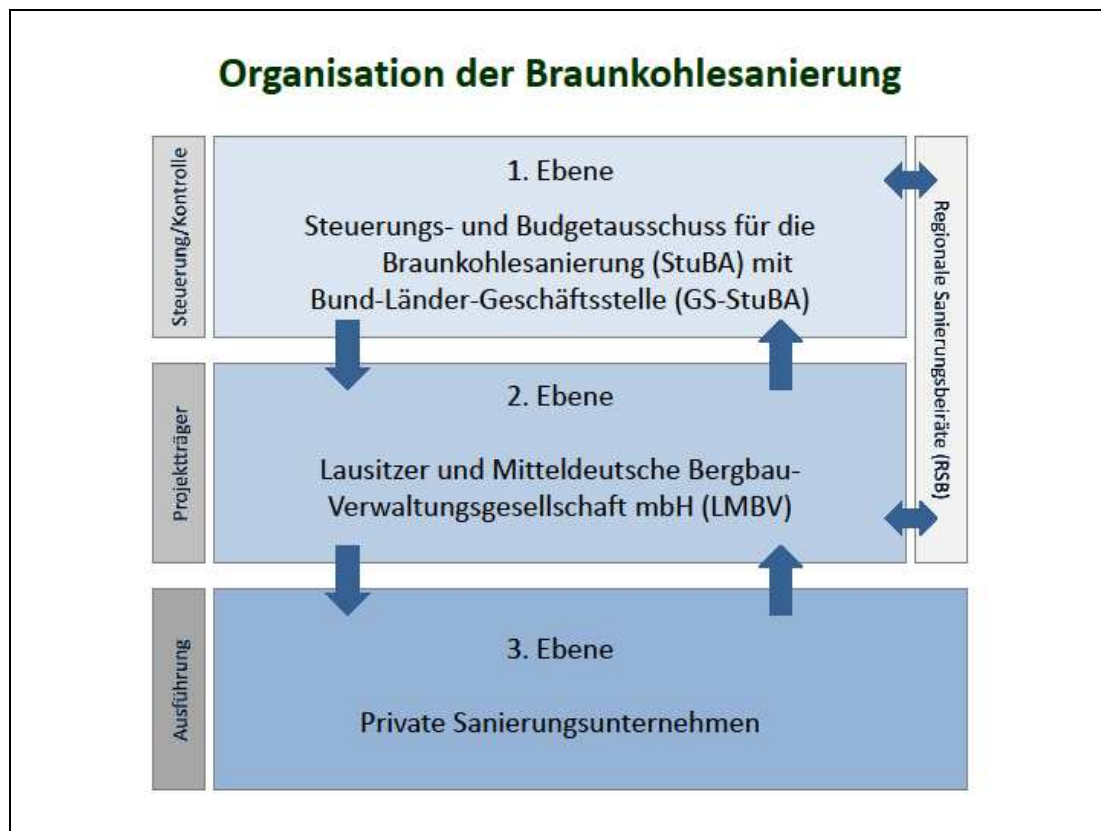 Organisation der Braunkohlesanierung
Steuerung/Kontrolle
1. Ebene
Steuerungs- und Budgetausschuss für die
Braunkohlesanierung (StuBA) mit
Bund-Länder-Geschäftsstelle (GS-StuBA)
Regionale Sanierungsbeiräte (RSB)
Projektträger
2. Ebene
Lausitzer und Mitteldeutsche Bergbau-
Verwaltungsgesellschaft mbH (LMBV)
Ausführung
3. Ebene
Private Sanierungsunternehmen